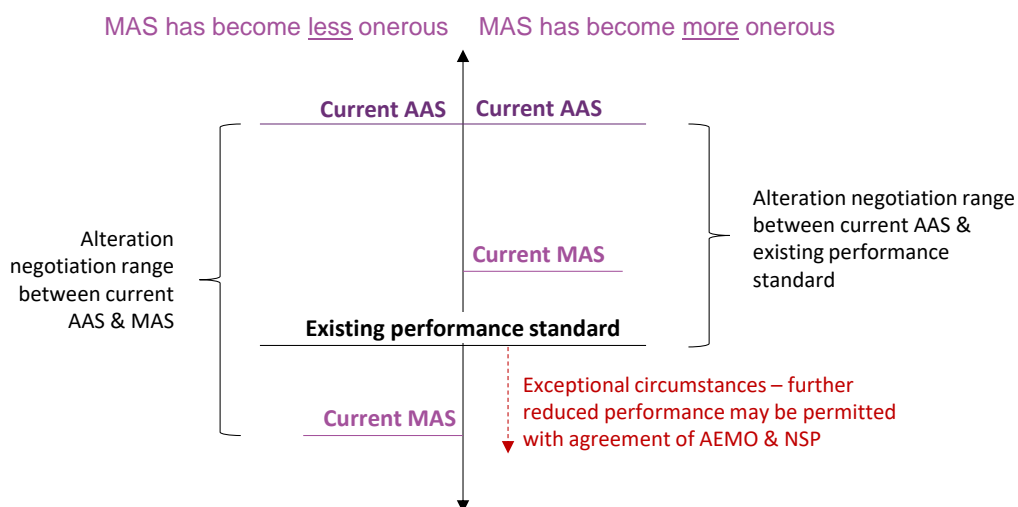 MAS has become less onerous
MAS has become more onerous
Current AAS
Current AAS
Alteration negotiation range
between current AAS &
existing performance
standard
Alteration
negotiation range
between current
AAS & MAS
Current MAS
Existing performance standard
Exceptional circumstances – further
reduced performance may be permitted
with agreement of AEMO & NSP
Current MAS